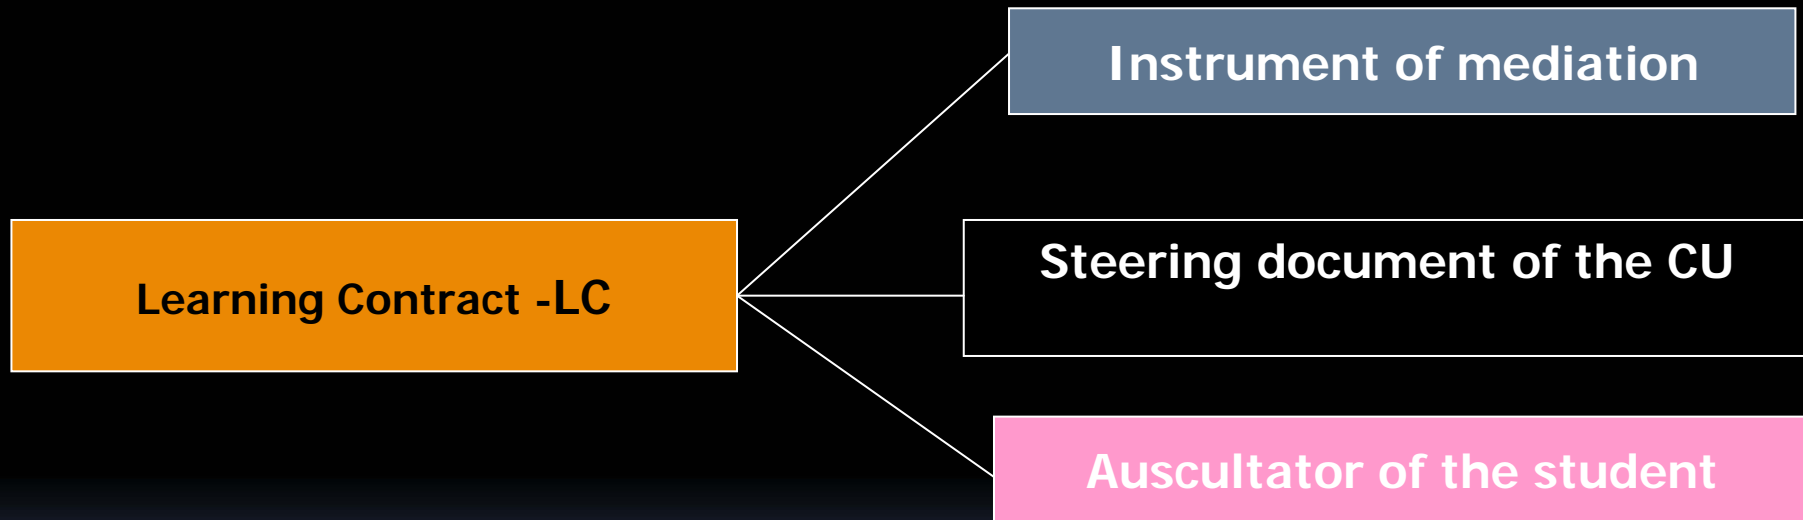 Instrument of mediation
Steering document of the CU
Learning Contract -LC
Auscultator of the student